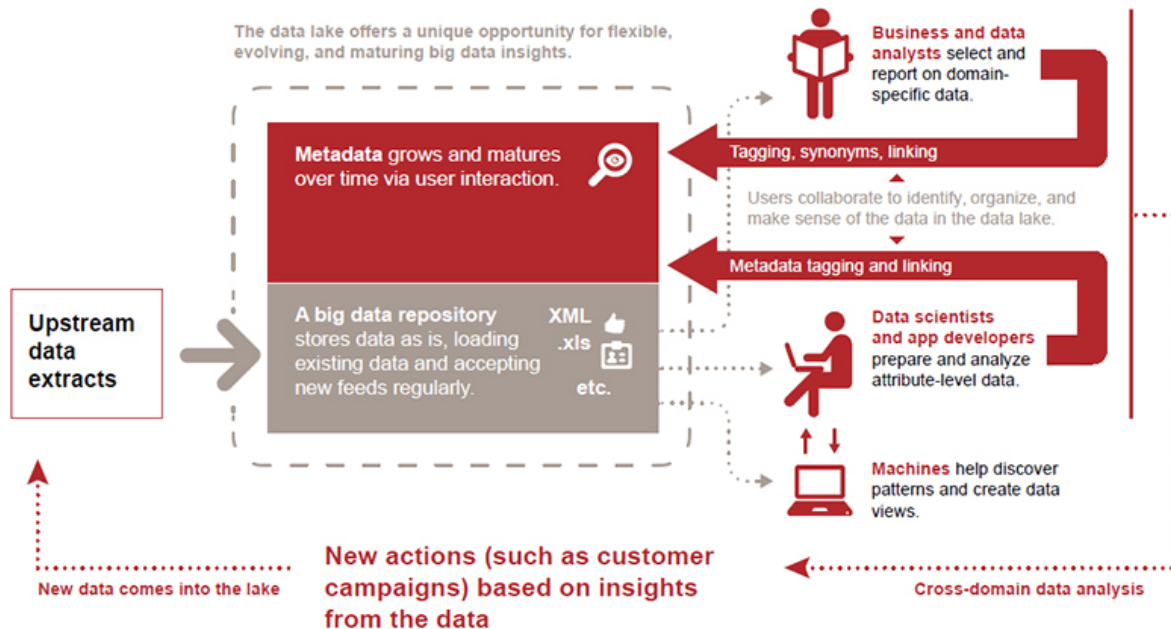 The data lake offers a unique opportunity for flexible,
evolving, and maturing big data insights.
Business and data
analysts select and
report on domain-
specific data.
Metadata grows and matures
over time via user interaction.
Tagging, synonyms, linking
Users collaborate to identify, organize, and
make sense of the data in the data lake.
Metadata tagging and linking
Upstream
data
extracts
A big data repository
stores data as is, loading
existing data and accepting
new feeds regularly.
XML
.xls
etc.
Data scientists
and app developers
prepare and analyze
attribute-level data.
Machines help discover
patterns and create data
views.
New data comes into the lake
New actions (such as customer
campaigns) based on insights
from the data
Cross-domain data analysis